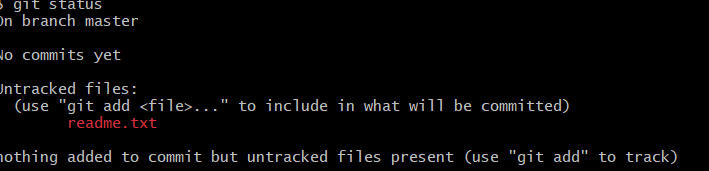 $ git status
On branch master
No commits yet
Untracked files:
(use "git add <file>..." to include in what will be committed)
readme.txt
nothing added to commit but untracked files present (use "git add" to track)